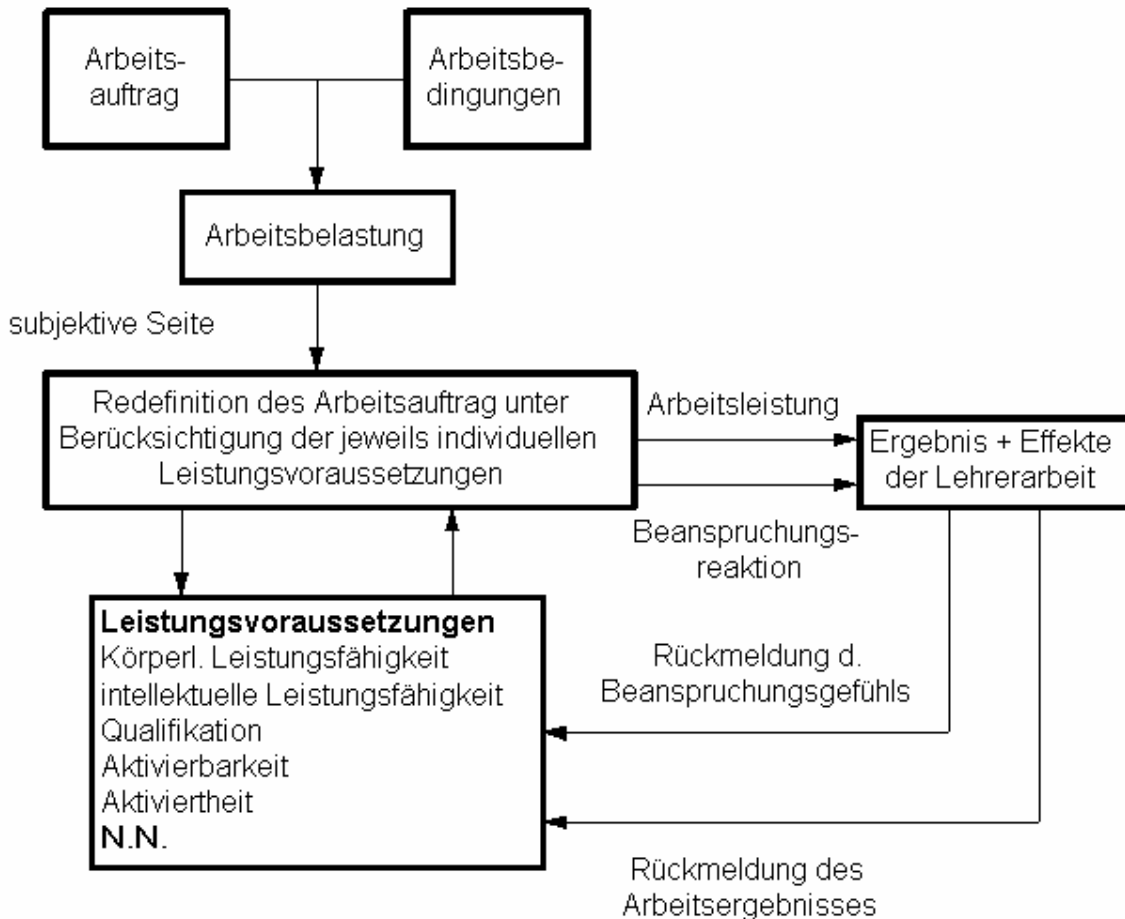 Arbeits-
auftrag
Arbeitsbe-
dingungen
Arbeitsbelastung
subjektive Seite
Redefinition des Arbeitsauftrag unter
Berücksichtigung der jeweils individuellen
Leistungsvoraussetzungen
Arbeitsleistung
Ergebnis + Effekte
der Lehrerarbeit
Beanspruchungs-
reaktion
Leistungsvoraussetzungen
Körperl. Leistungsfähigkeit
intellektuelle Leistungsfähigkeit
Qualifikation
Aktivierbarkeit
Aktiviertheit
N.N.
Rückmeldung d.
Beanspruchungsgefühls
Rückmeldung des
Arbeitsergebnisses